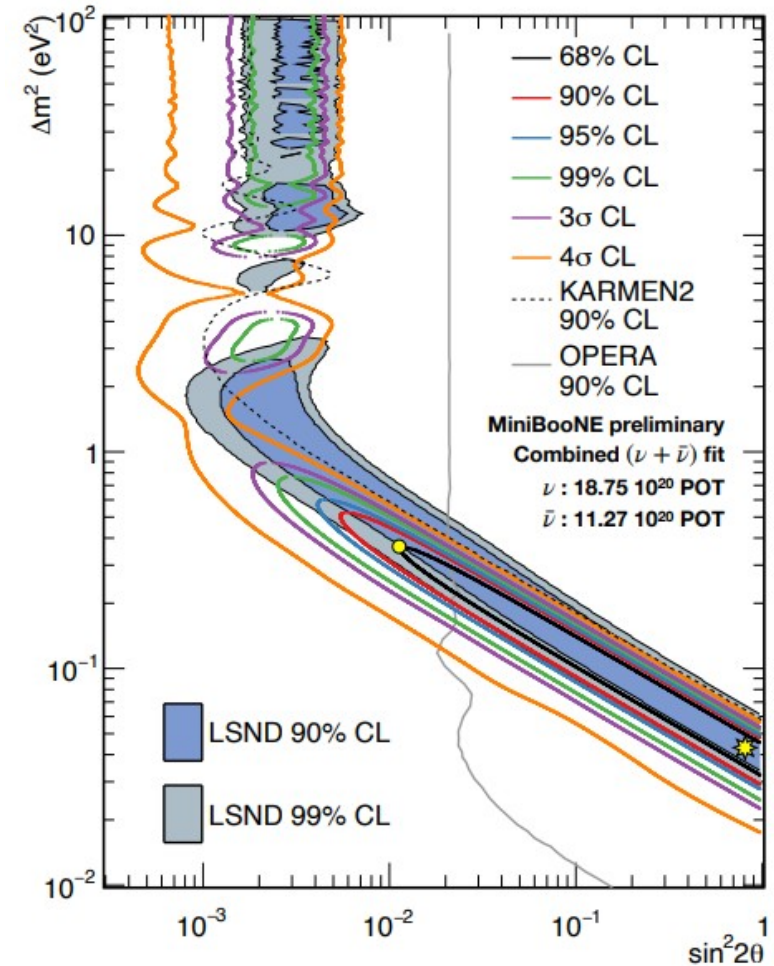 Δm² (eV²)
10²
10
1
10⁻¹
10⁻²
68% CL
90% CL
95% CL
99% CL
3σ CL
4σ CL
KARMEN2
90% CL
OPERA
90% CL
MiniBooNE preliminary
Combined (ν + ν̄) fit
ν : 18.75 10²⁰ POT
ν̄ : 11.27 10²⁰ POT
LSND 90% CL
LSND 99% CL
10⁻³ 10⁻² 10⁻¹ 1
sin²2θ